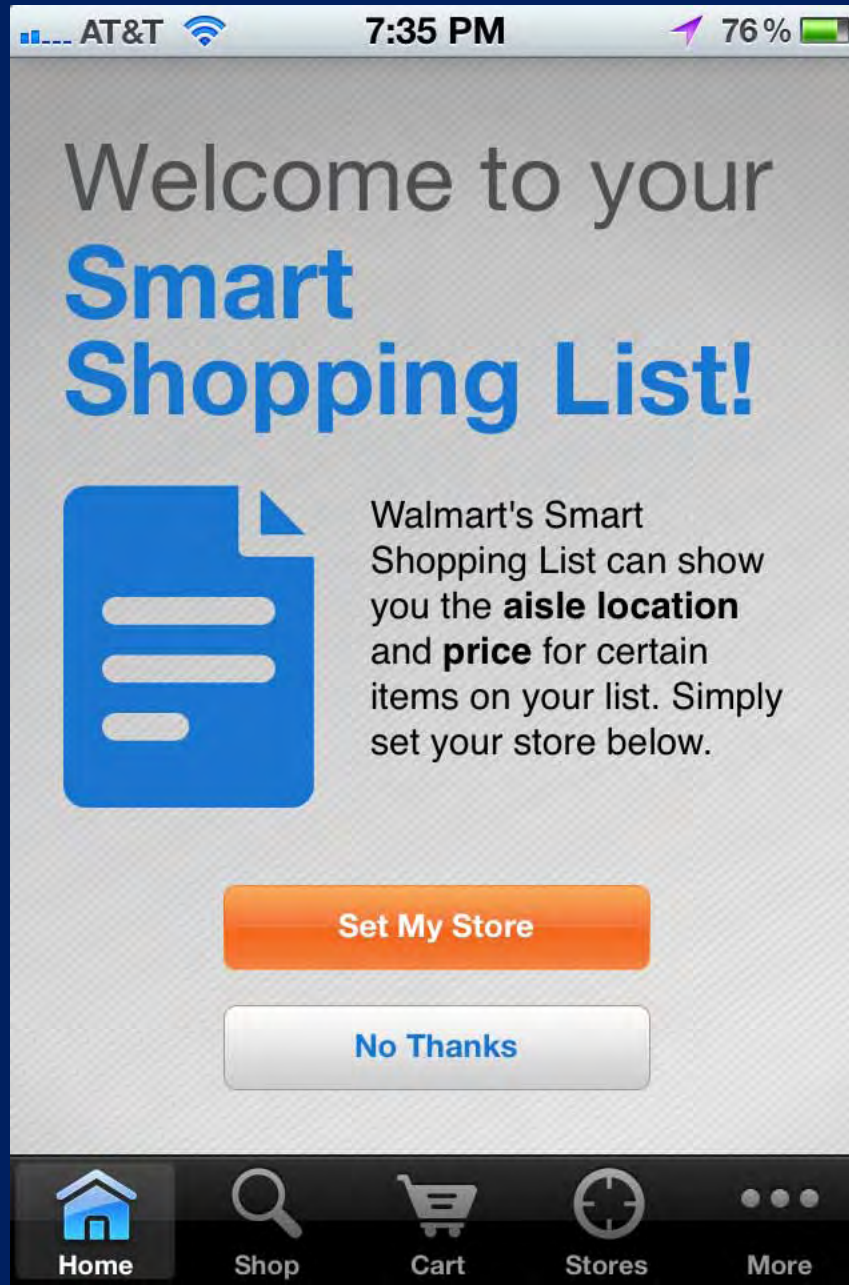 AT&T 7:35 PM 76%
Welcome to your
Smart
Shopping List!
Walmart's Smart
Shopping List can show
you the aisle location
and price for certain
items on your list. Simply
set your store below.
Set My Store
No Thanks
Home Shop Cart Stores More